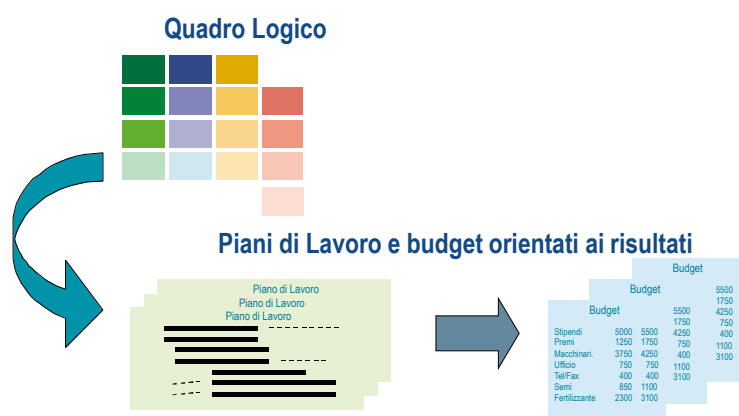 Quadro Logico
Piani di Lavoro e budget orientati ai risultati
Piano di Lavoro
Piano di Lavoro
Piano di Lavoro
Budget
5500
1750
4250
750
400
1100
3100
Budget
5500
1750
4250
750
400
1100
3100
Budget
Stipendi 5000 5500
Premi 1250 1750
Macchinari. 3750 4250
Ufficio 750 750
Tel/Fax 400 400
Semi 850 1100
Fertilizzante 2300 3100